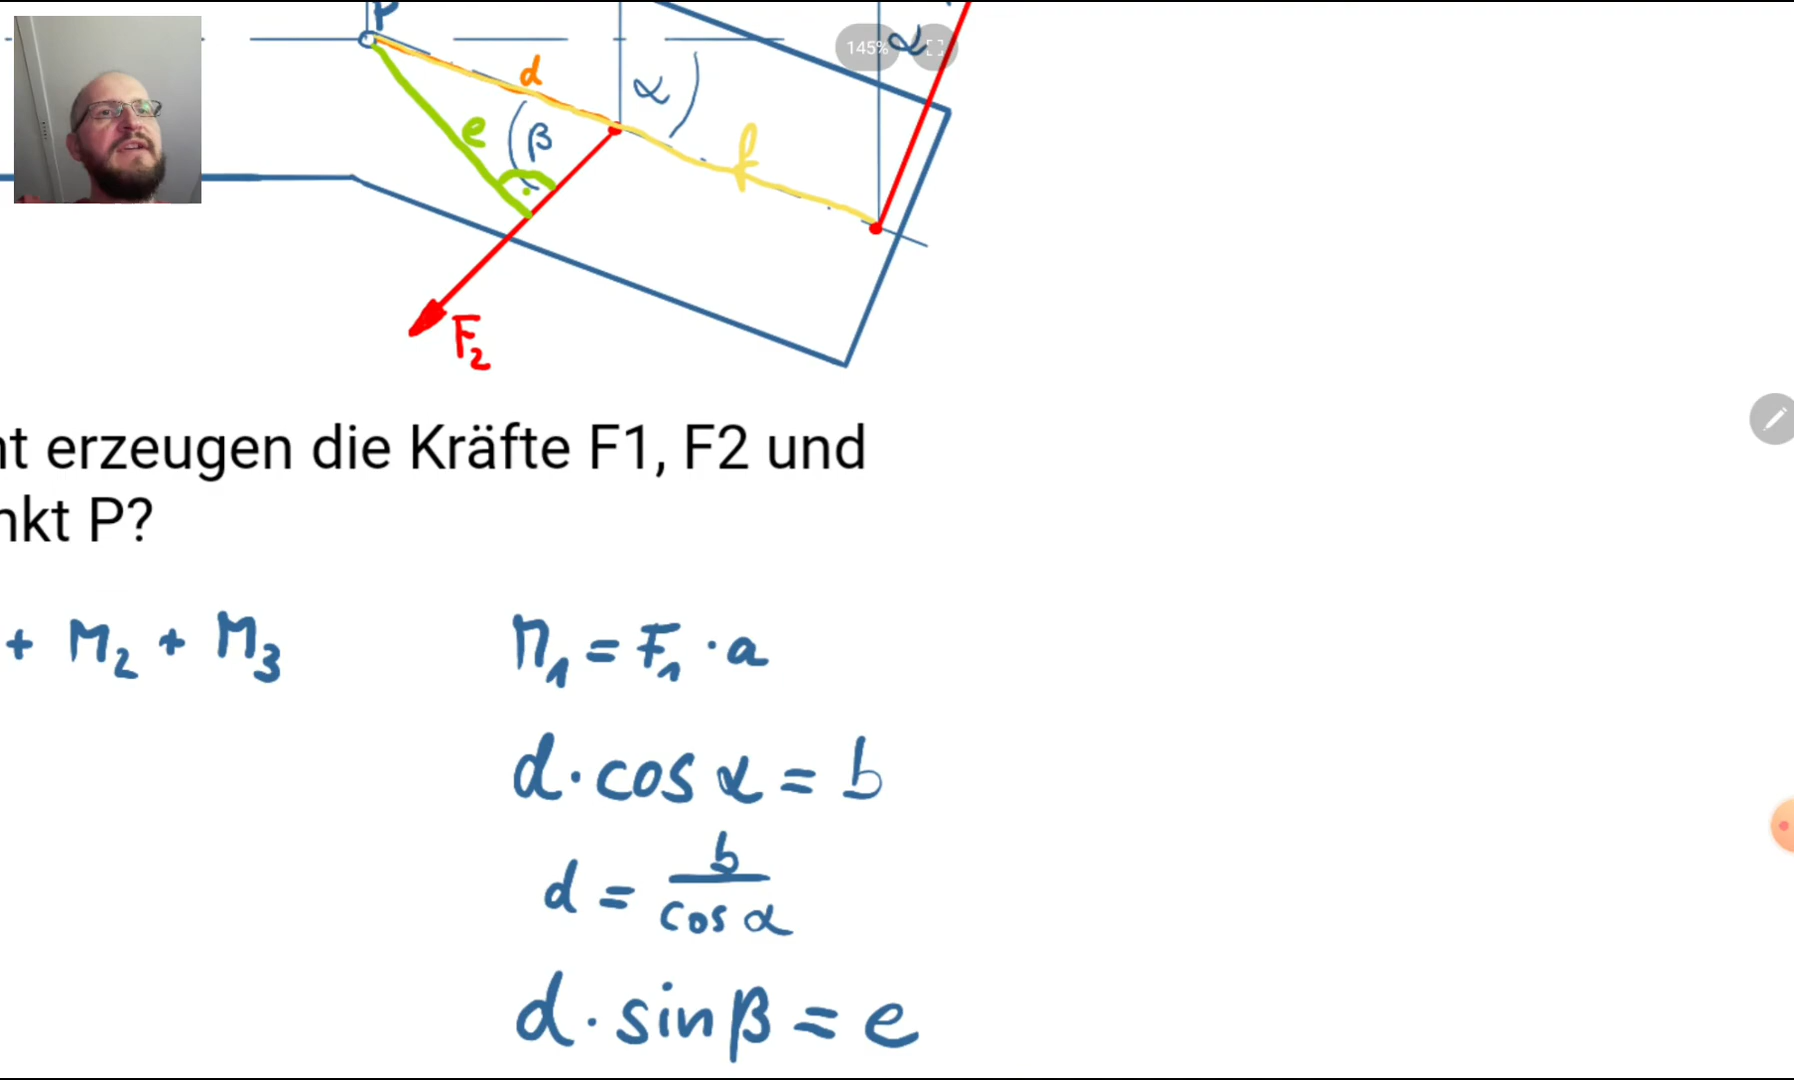 P
145%
α
d
α
e
β
f
F₂
nt erzeugen die Kräfte F1, F2 und
nkt P?
+ M₂ + M₃
M₁ = F₁ · a
d · cos α = b
d = b / cos α
d · sin β = e